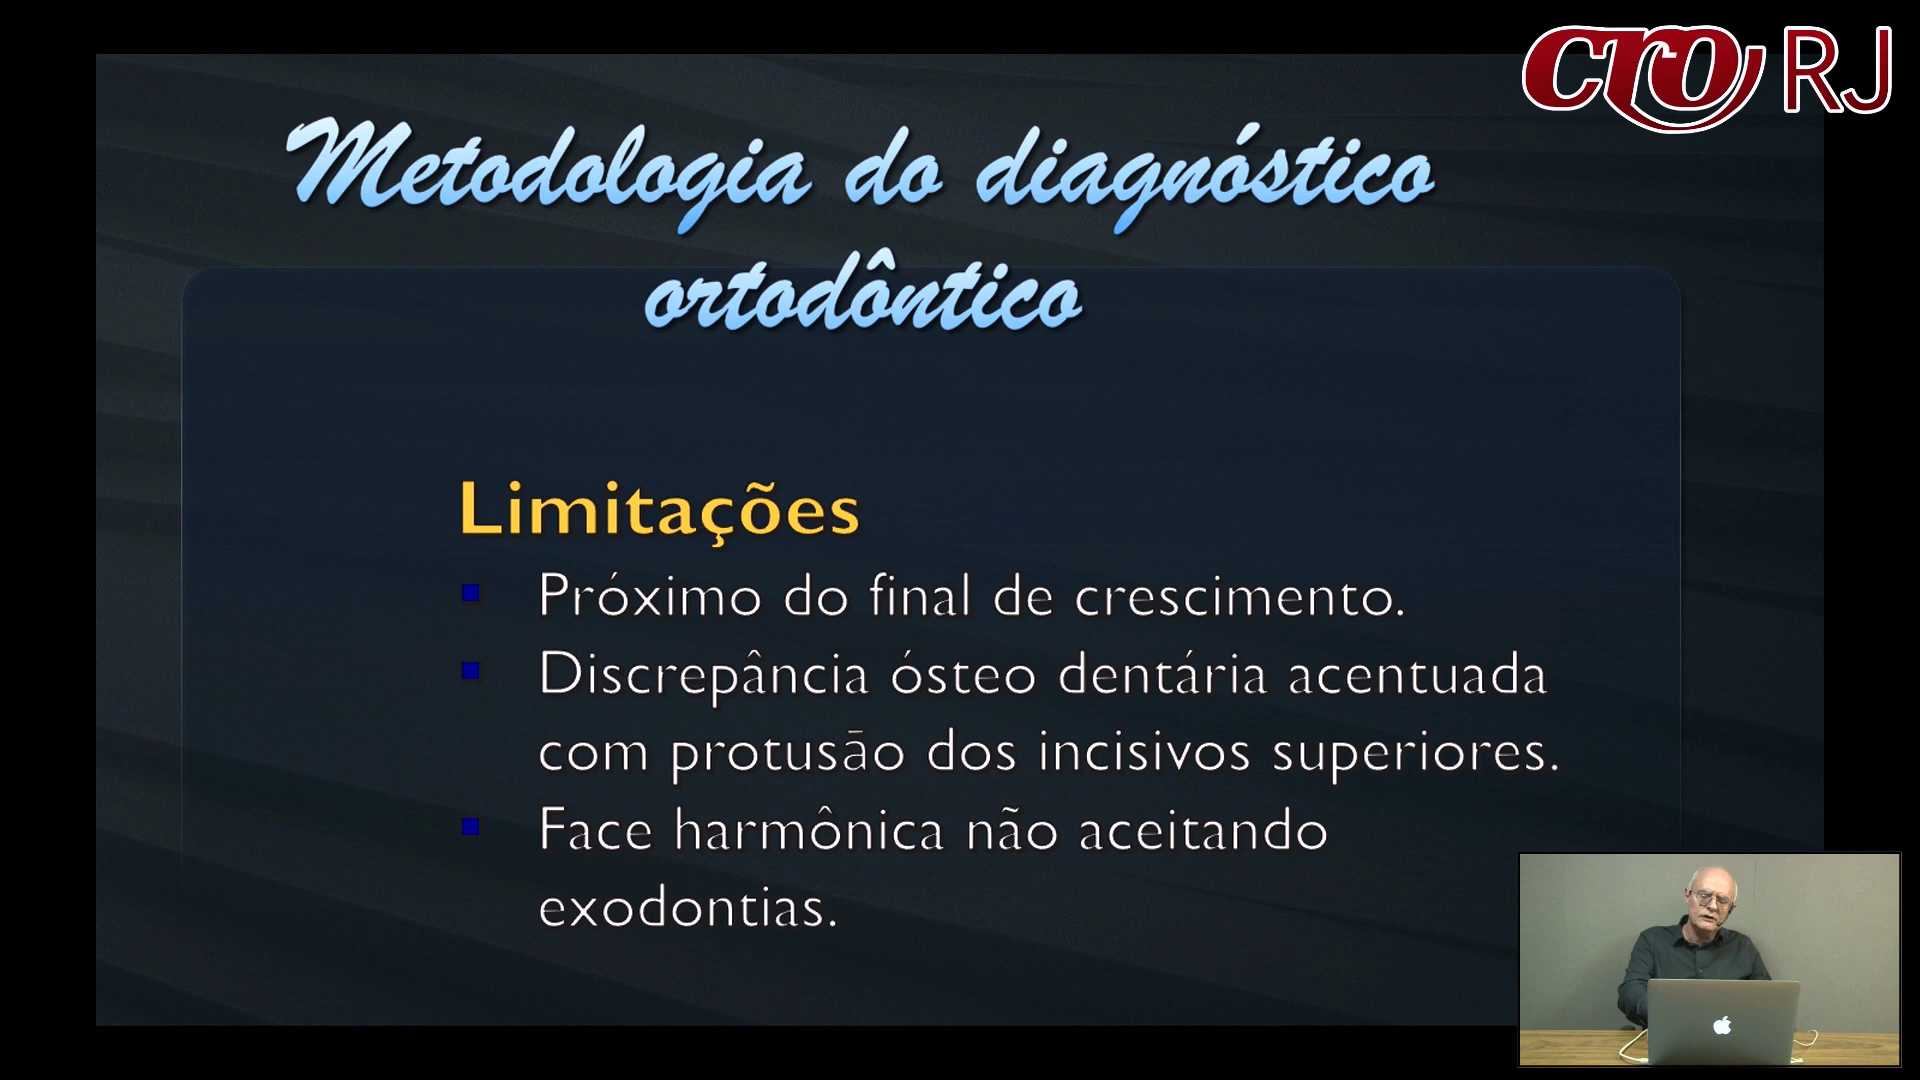 CRO RJ
Metodologia do diagnóstico
ortodôntico
Limitações
Próximo do final de crescimento.
Discrepância ósteo dentária acentuada
com protusão dos incisivos superiores.
Face harmônica não aceitando
exodontias.